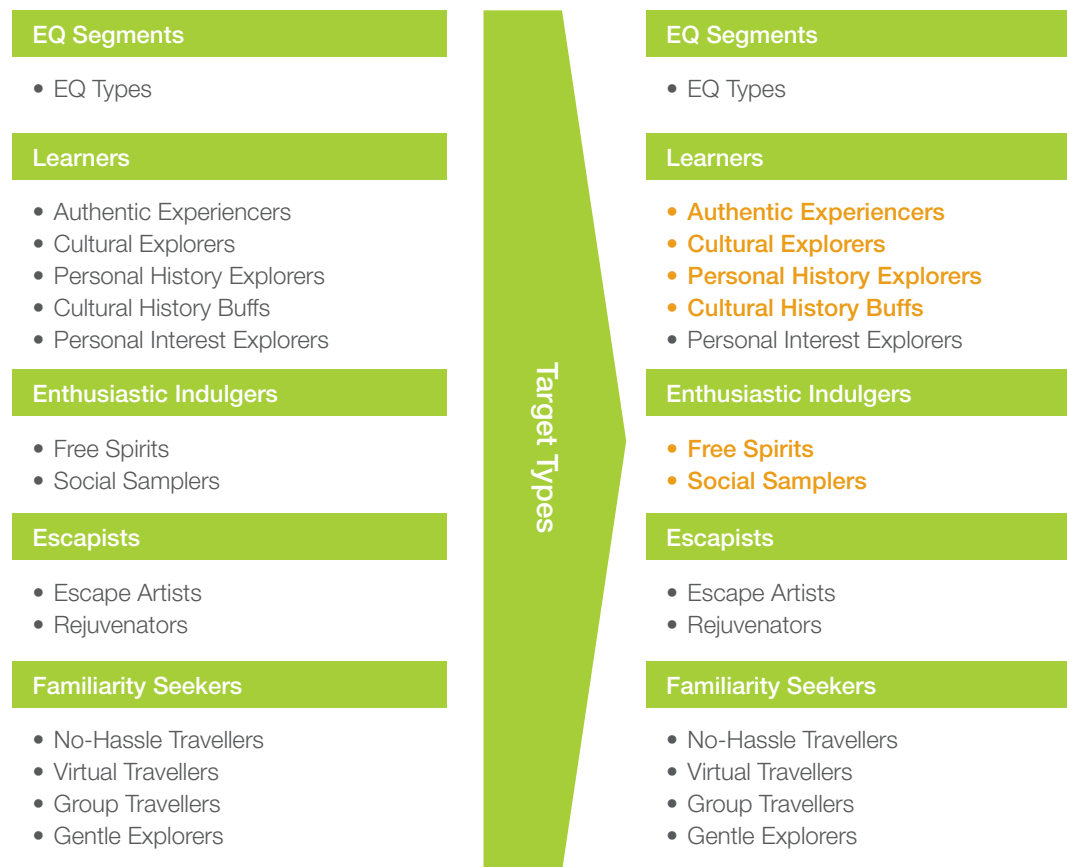 EQ Segments
• EQ Types
Learners
• Authentic Experiencers
• Cultural Explorers
• Personal History Explorers
• Cultural History Buffs
• Personal Interest Explorers
Enthusiastic Indulgers
• Free Spirits
• Social Samplers
Escapists
• Escape Artists
• Rejuvenators
Familiarity Seekers
• No-Hassle Travellers
• Virtual Travellers
• Group Travellers
• Gentle Explorers
Target Types
EQ Segments
• EQ Types
Learners
• Authentic Experiencers
• Cultural Explorers
• Personal History Explorers
• Cultural History Buffs
• Personal Interest Explorers
Enthusiastic Indulgers
• Free Spirits
• Social Samplers
Escapists
• Escape Artists
• Rejuvenators
Familiarity Seekers
• No-Hassle Travellers
• Virtual Travellers
• Group Travellers
• Gentle Explorers